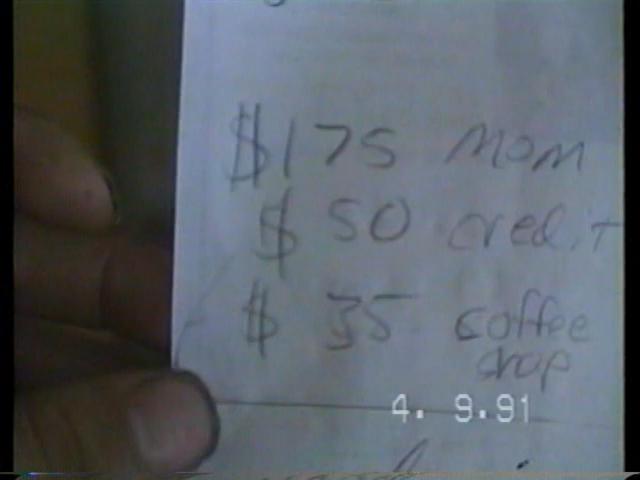 $175 mom
$ 50 credit
$ 35 coffee
shop
4. 9.91